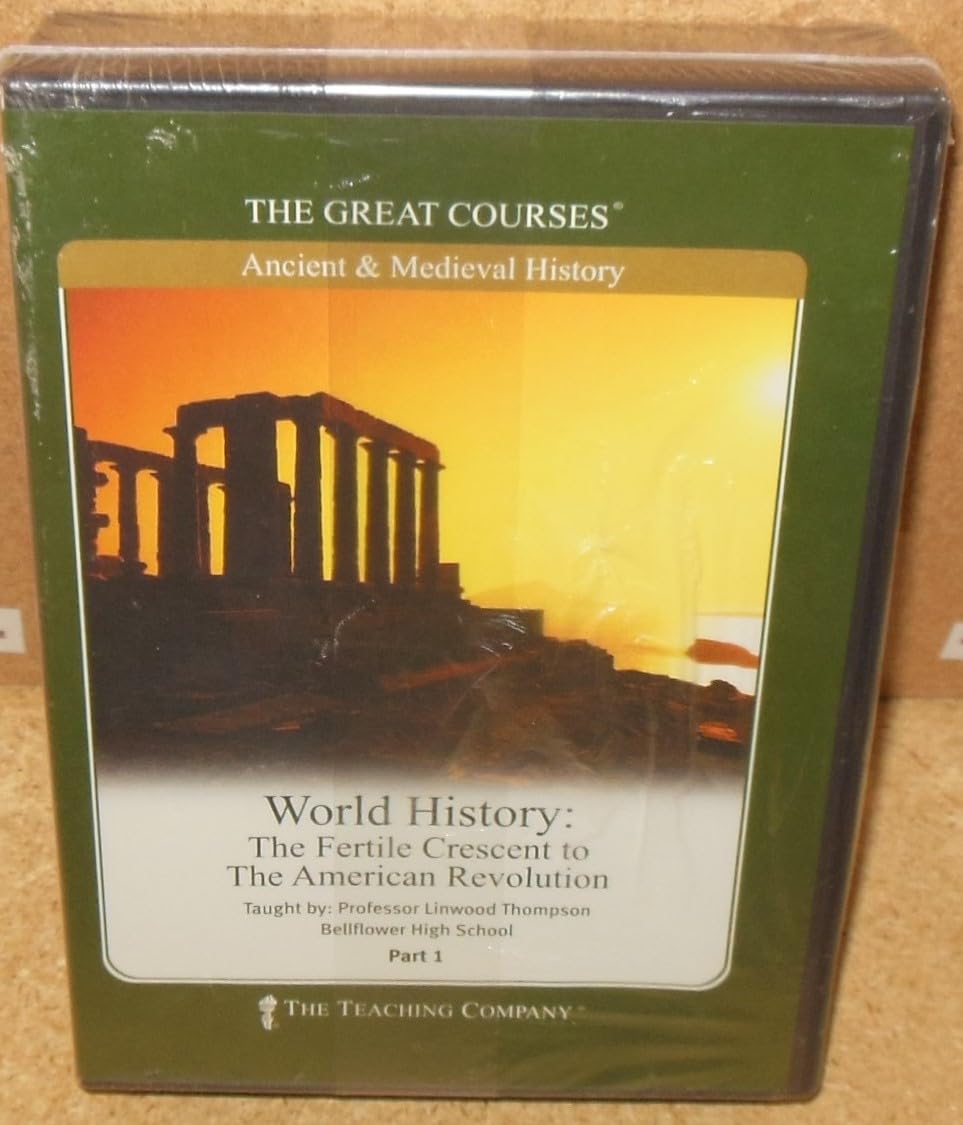 THE GREAT COURSES®
Ancient & Medieval History
World History:
The Fertile Crescent to
The American Revolution
Taught by: Professor Linwood Thompson
Bellflower High School
Part 1
THE TEACHING COMPANY